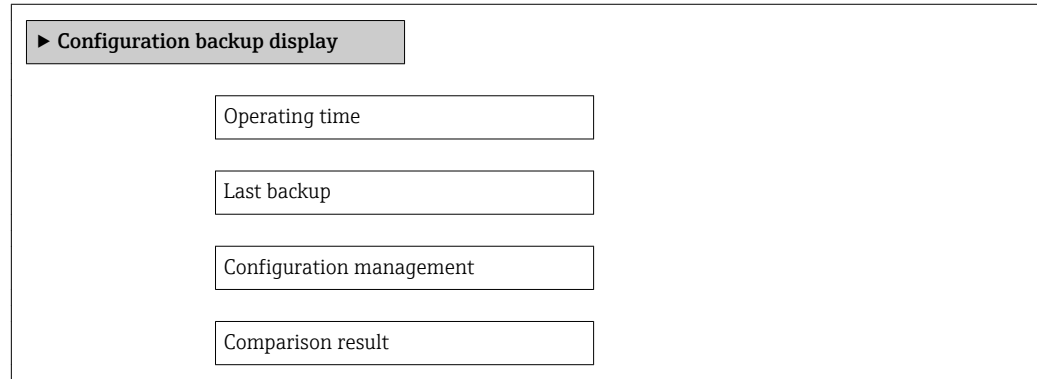 ► Configuration backup display
Operating time
Last backup
Configuration management
Comparison result